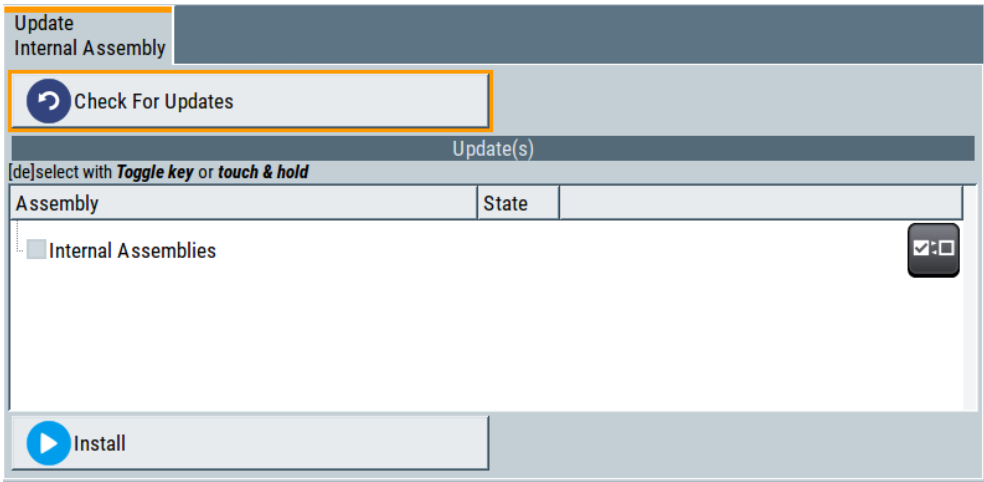 Update
Internal Assembly
Check For Updates
Update(s)
[de]select with Toggle key or touch & hold
Assembly State
Internal Assemblies
Install